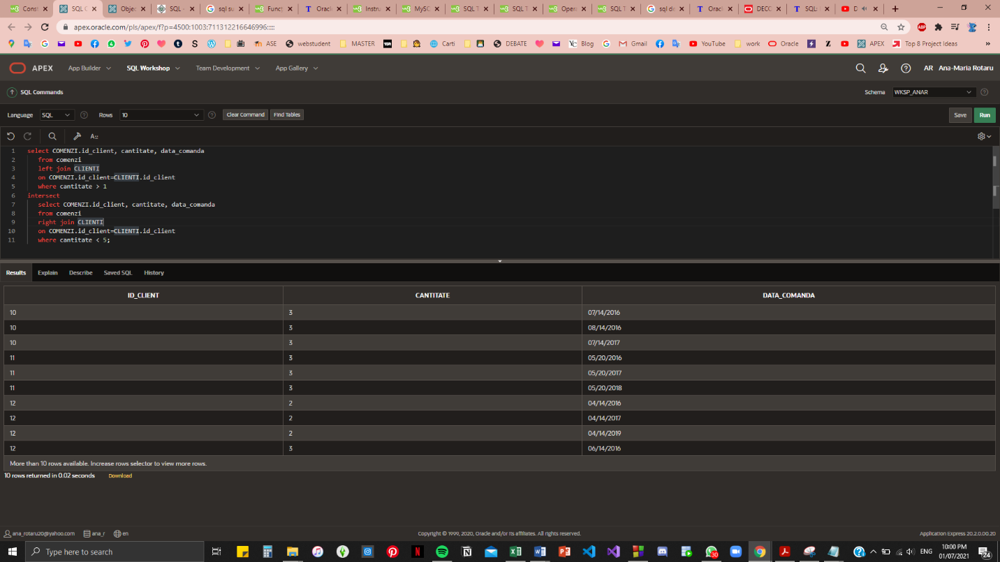 Cons
SQL C
Objec
SQL -
sql su
Funct
Oracl
Instru
MySC
SQL T
SQL T
Opera
SQL T
sql de
Oracl
DECO
SQL:
D
apex.oracle.com/pls/apex/f?p=4500:1003:711312216646996:::::
ASE
webstudent
MASTER
Carti
DEBATE
Blog
Gmail
YouTube
work
Oracle
APEX
Top 8 Project Ideas
APEX
App Builder
SQL Workshop
Team Development
App Gallery
AR Ana-Maria Rotaru
SQL Commands
Schema WKSP_ANAR
Language SQL Rows 10 Clear Command Find Tables
Save Run
1 select COMENZI.id_client, cantitate, data_comanda
2 from comenzi
3 left join CLIENTI
4 on COMENZI.id_client=CLIENTI.id_client
5 where cantitate > 1
6 intersect
7 select COMENZI.id_client, cantitate, data_comanda
8 from comenzi
9 right join CLIENTI
10 on COMENZI.id_client=CLIENTI.id_client
11 where cantitate < 5;
Results Explain Describe Saved SQL History
ID_CLIENT CANTITATE DATA_COMANDA
10 3 07/14/2016
10 3 08/14/2016
10 3 07/14/2017
11 3 05/20/2016
11 3 05/20/2017
11 3 05/20/2018
12 2 04/14/2016
12 2 04/14/2017
12 2 04/14/2019
12 3 06/14/2016
More than 10 rows available. Increase rows selector to view more rows.
10 rows returned in 0.02 seconds Download
ana_rotaru20@yahoo.com ana_r en
Copyright © 1999, 2020, Oracle and/or its affiliates. All rights reserved.
Application Express 20.2.0.00.20
Type here to search
30
ENG
10:00 PM
01/07/2021
24